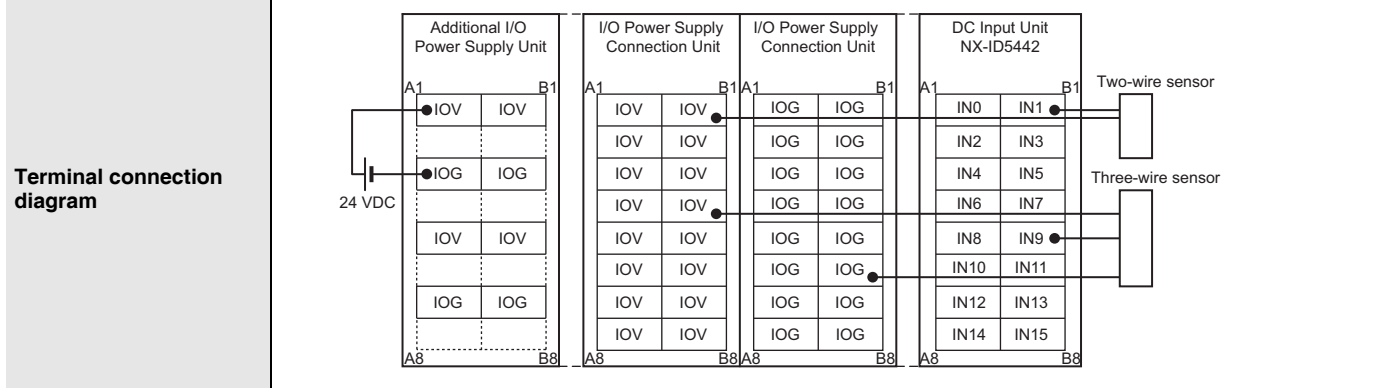 Terminal connection
diagram
Additional I/O
Power Supply Unit
I/O Power Supply
Connection Unit
I/O Power Supply
Connection Unit
DC Input Unit
NX-ID5442
Two-wire sensor
Three-wire sensor
24 VDC
A1 B1
IOV IOV
IOG IOG
IOV IOV
IOG IOG
A8 B8
A1 B1
IOV IOV
IOV IOV
IOV IOV
IOV IOV
IOV IOV
IOV IOV
IOV IOV
IOV IOV
A8 B8
A1 B1
IOG IOG
IOG IOG
IOG IOG
IOG IOG
IOG IOG
IOG IOG
IOG IOG
IOG IOG
A8 B8
A1 B1
IN0 IN1
IN2 IN3
IN4 IN5
IN6 IN7
IN8 IN9
IN10 IN11
IN12 IN13
IN14 IN15
A8 B8